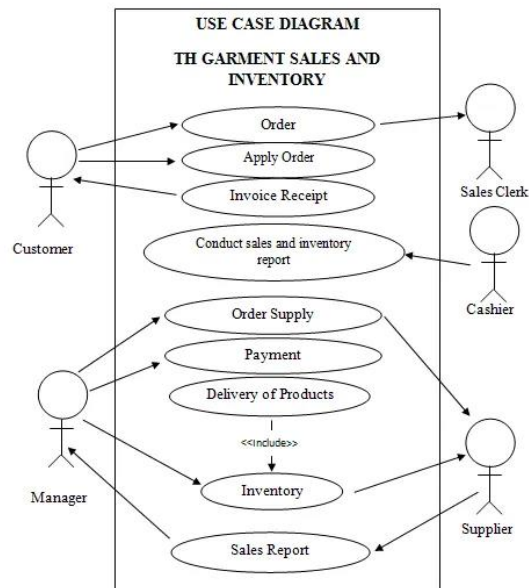 USE CASE DIAGRAM
TH GARMENT SALES AND
INVENTORY
Order
Apply Order
Invoice Receipt
Customer
Sales Clerk
Conduct sales and inventory
report
Cashier
Order Supply
Payment
Delivery of Products
<<Include>>
Inventory
Manager
Supplier
Sales Report